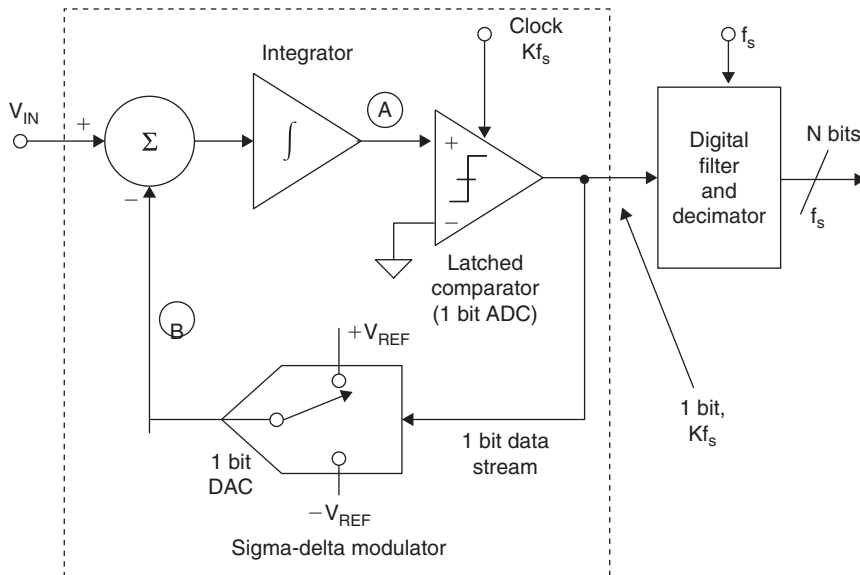 Clock
Kfs
fs
Integrator
VIN
+
A
Σ
∫
+
−
−
Digital
filter
and
decimator
N bits
fs
Latched
comparator
(1 bit ADC)
B
+VREF
1 bit
DAC
1 bit data
stream
1 bit,
Kfs
−VREF
Sigma-delta modulator